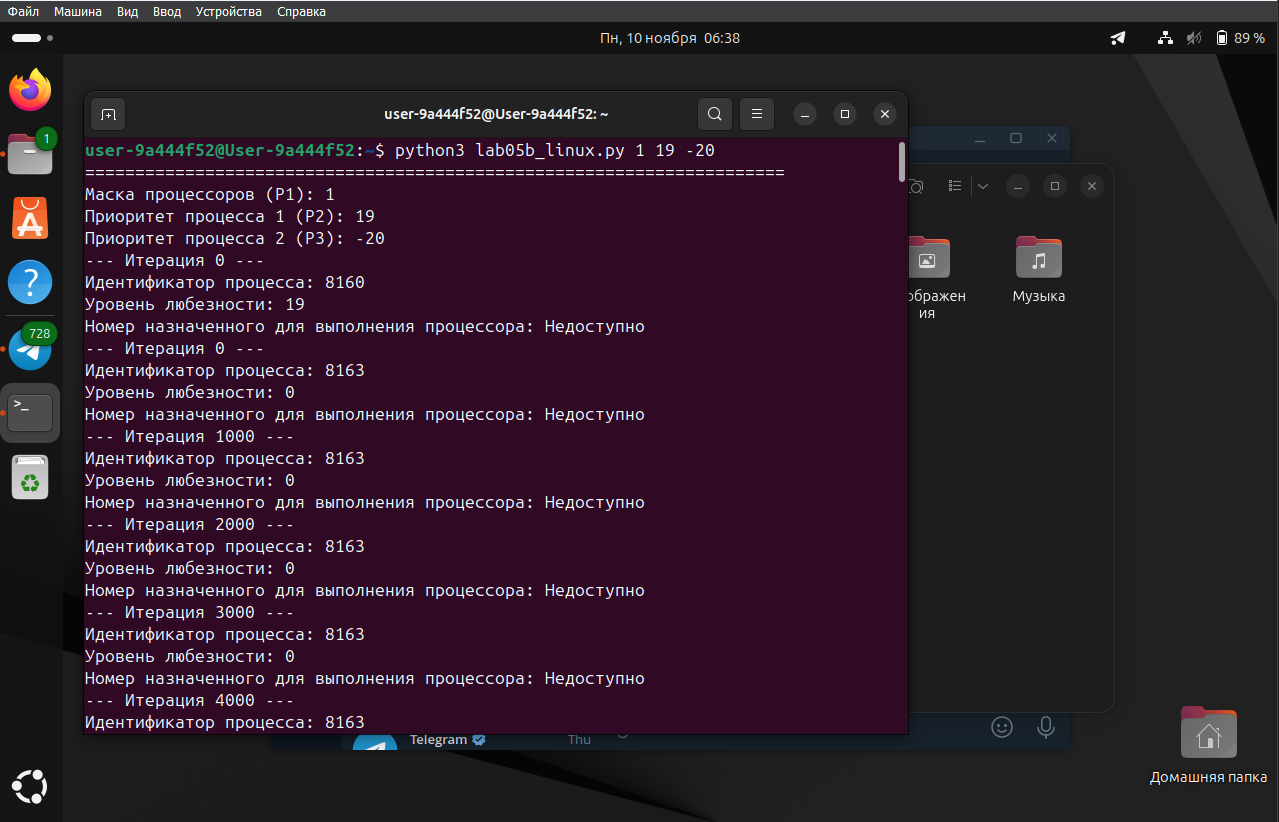 Файл Машина Вид Ввод Устройства Справка
Пн, 10 ноября 06:38
89 %
1
728
user-9a444f52@User-9a444f52: ~
user-9a444f52@User-9a444f52:~$ python3 lab05b_linux.py 1 19 -20
======================================================================
Маска процессоров (P1): 1
Приоритет процесса 1 (P2): 19
Приоритет процесса 2 (P3): -20
--- Итерация 0 ---
Идентификатор процесса: 8160
Уровень любезности: 19
Номер назначенного для выполнения процессора: Недоступно
--- Итерация 0 ---
Идентификатор процесса: 8163
Уровень любезности: 0
Номер назначенного для выполнения процессора: Недоступно
--- Итерация 1000 ---
Идентификатор процесса: 8163
Уровень любезности: 0
Номер назначенного для выполнения процессора: Недоступно
--- Итерация 2000 ---
Идентификатор процесса: 8163
Уровень любезности: 0
Номер назначенного для выполнения процессора: Недоступно
--- Итерация 3000 ---
Идентификатор процесса: 8163
Уровень любезности: 0
Номер назначенного для выполнения процессора: Недоступно
--- Итерация 4000 ---
Идентификатор процесса: 8163
ображен
ия
Музыка
Telegram
Thu
Домашняя папка